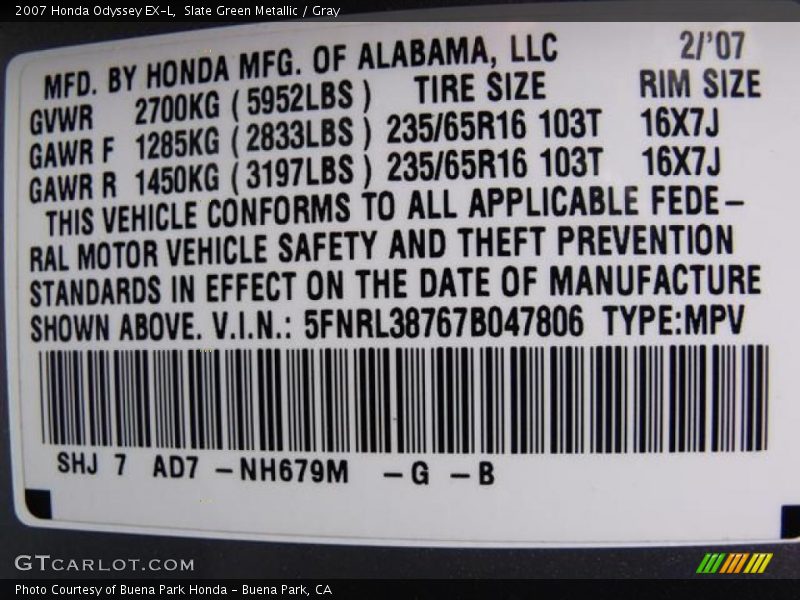 2007 Honda Odyssey EX-L,  Slate Green Metallic / Gray
MFD. BY HONDA MFG. OF ALABAMA, LLC 2/'07
GVWR 2700KG (5952LBS) TIRE SIZE RIM SIZE
GAWR F 1285KG (2833LBS) 235/65R16 103T 16X7J
GAWR R 1450KG (3197LBS) 235/65R16 103T 16X7J
THIS VEHICLE CONFORMS TO ALL APPLICABLE FEDE-
RAL MOTOR VEHICLE SAFETY AND THEFT PREVENTION
STANDARDS IN EFFECT ON THE DATE OF MANUFACTURE
SHOWN ABOVE. V.I.N.: 5FNRL38767B047806 TYPE:MPV
SHJ 7 AD7 -NH679M -G -B
GTCARLOT.COM
Photo Courtesy of Buena Park Honda - Buena Park, CA